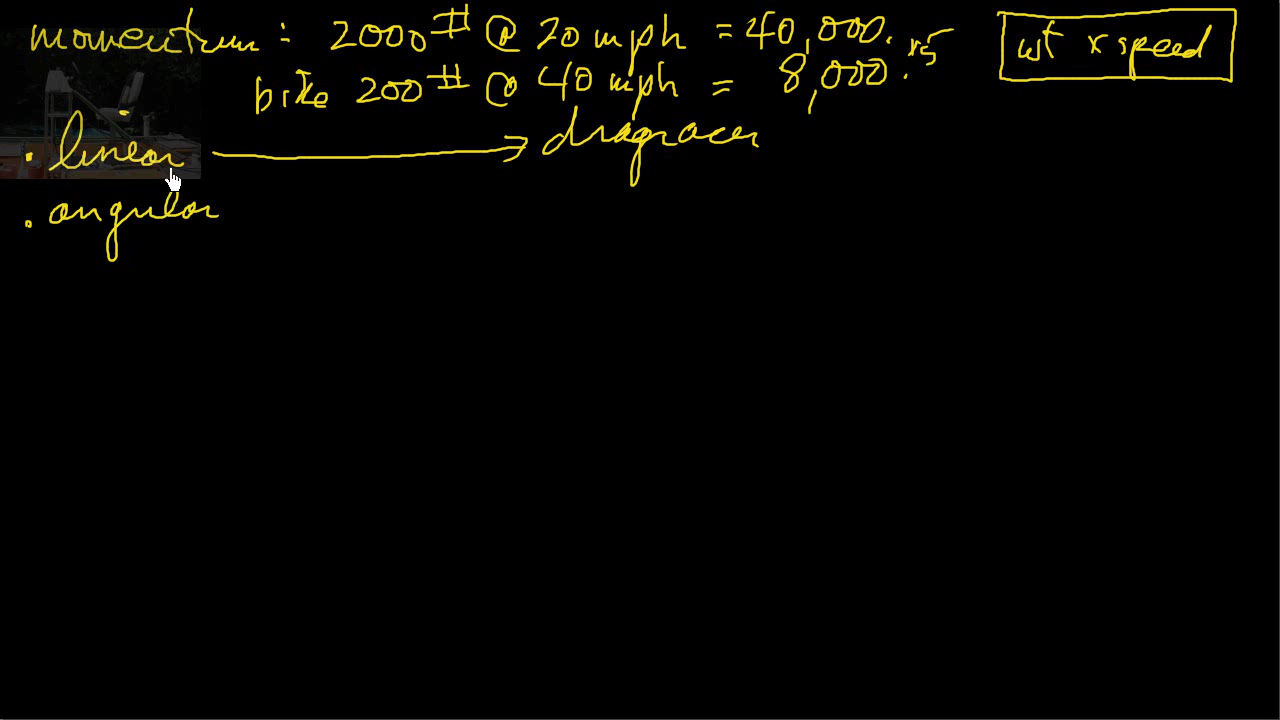 momentum: 2000# @ 20 mph = 40,000. x5
wt x speed
bike 200# @ 40 mph = 8,000.
• linear → dragracer
• angular